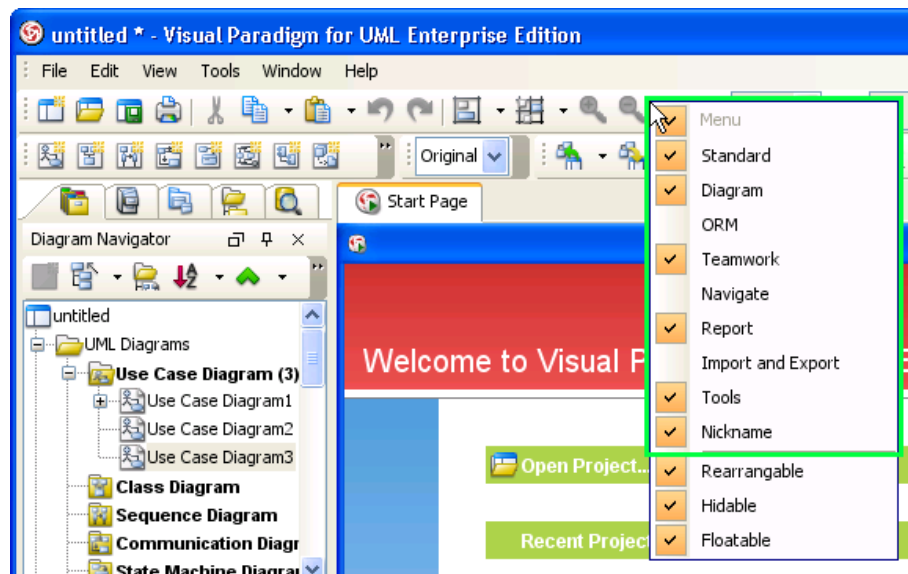 untitled * - Visual Paradigm for UML Enterprise Edition
File Edit View Tools Window Help
Original
Start Page
Diagram Navigator
untitled
UML Diagrams
Use Case Diagram (3)
Use Case Diagram1
Use Case Diagram2
Use Case Diagram3
Class Diagram
Sequence Diagram
Communication Diagr
State Machine Diagra
Welcome to Visual P
Open Project...
Recent Project
Menu
Standard
Diagram
ORM
Teamwork
Navigate
Report
Import and Export
Tools
Nickname
Rearrangable
Hidable
Floatable